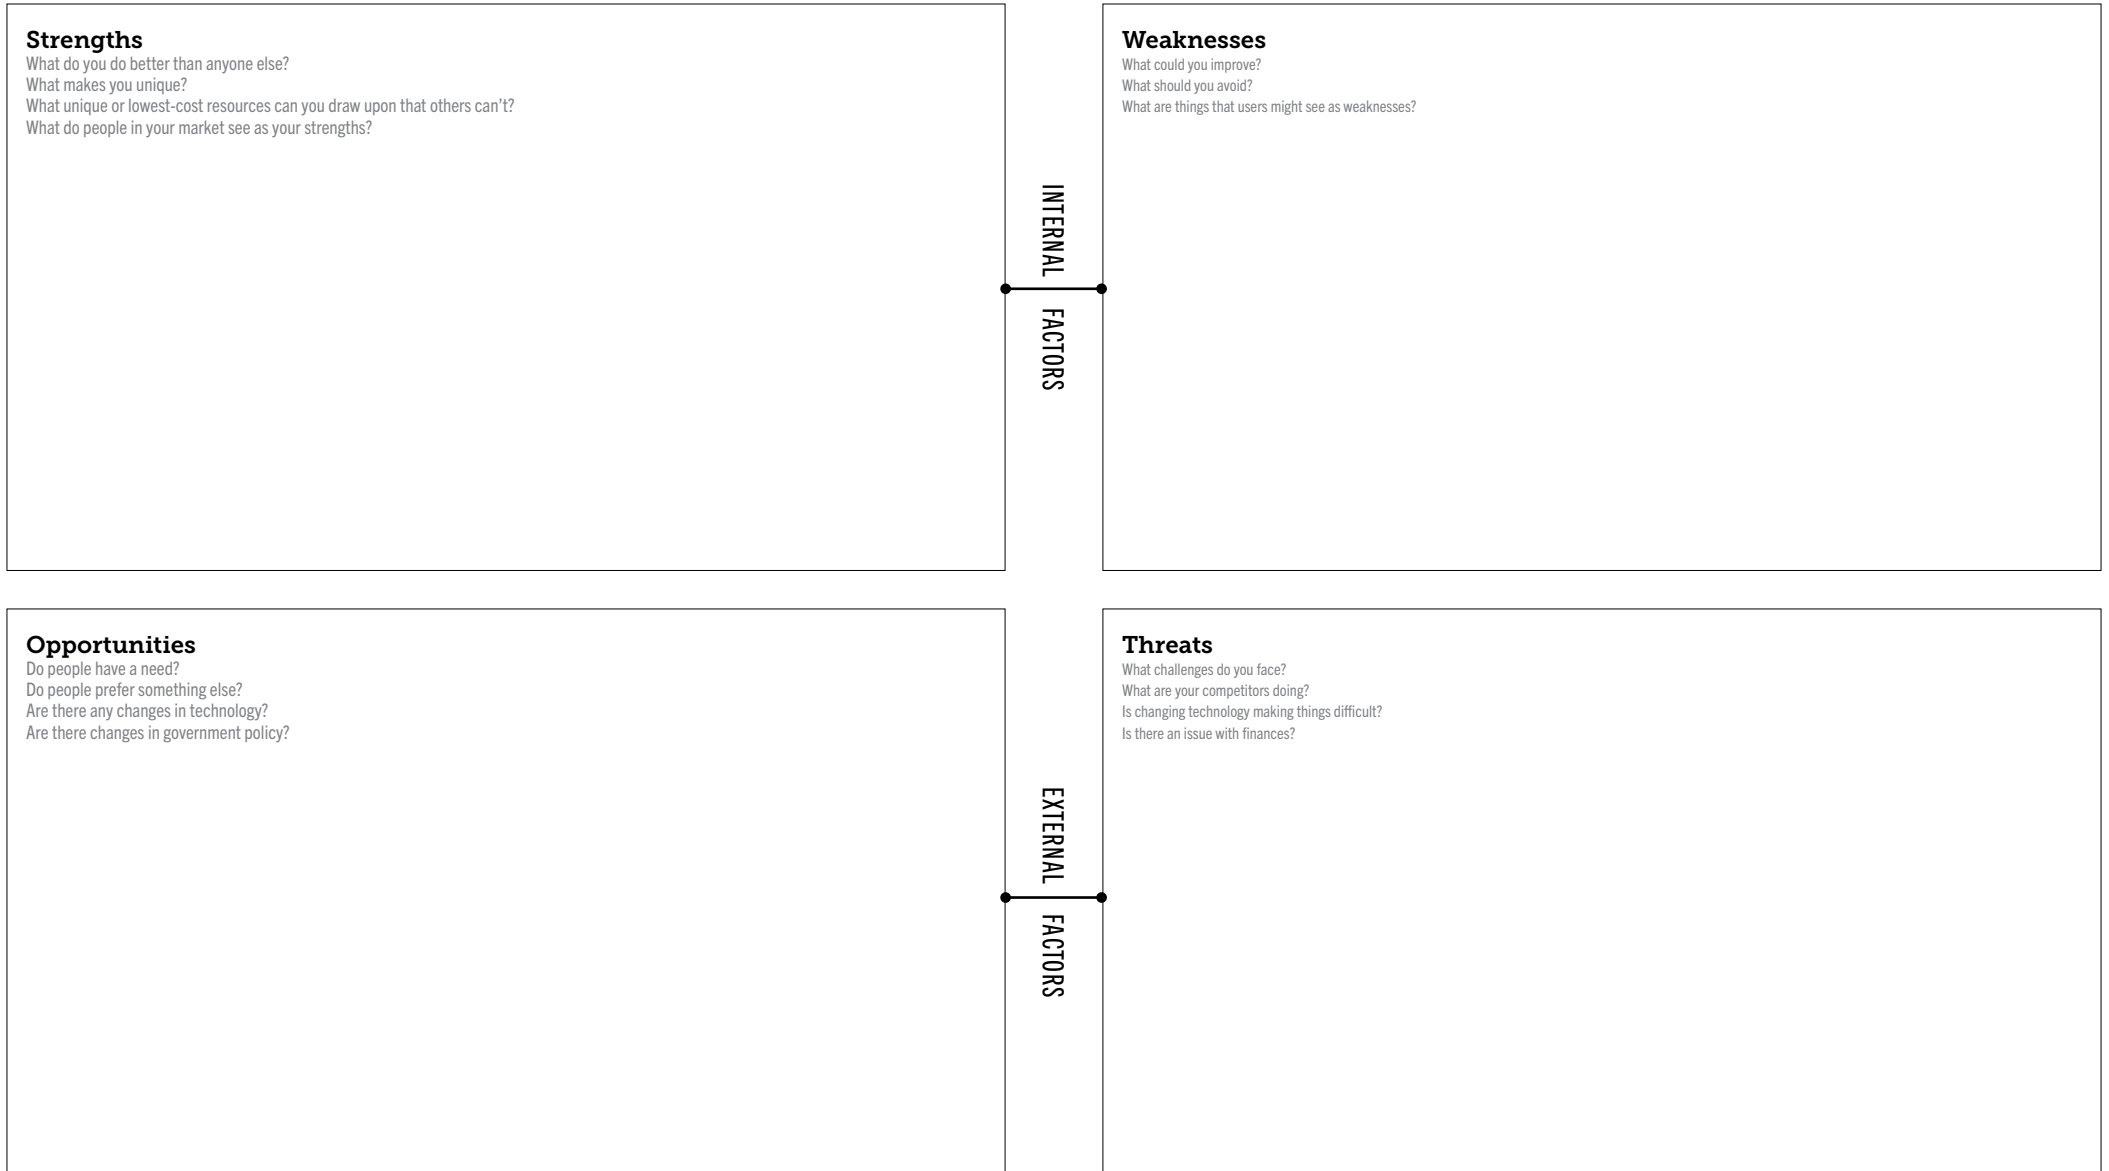 Strengths
What do you do better than anyone else?
What makes you unique?
What unique or lowest-cost resources can you draw upon that others can't?
What do people in your market see as your strengths?
INTERNAL FACTORS
Weaknesses
What could you improve?
What should you avoid?
What are things that users might see as weaknesses?
Opportunities
Do people have a need?
Do people prefer something else?
Are there any changes in technology?
Are there changes in government policy?
EXTERNAL FACTORS
Threats
What challenges do you face?
What are your competitors doing?
Is changing technology making things difficult?
Is there an issue with finances?